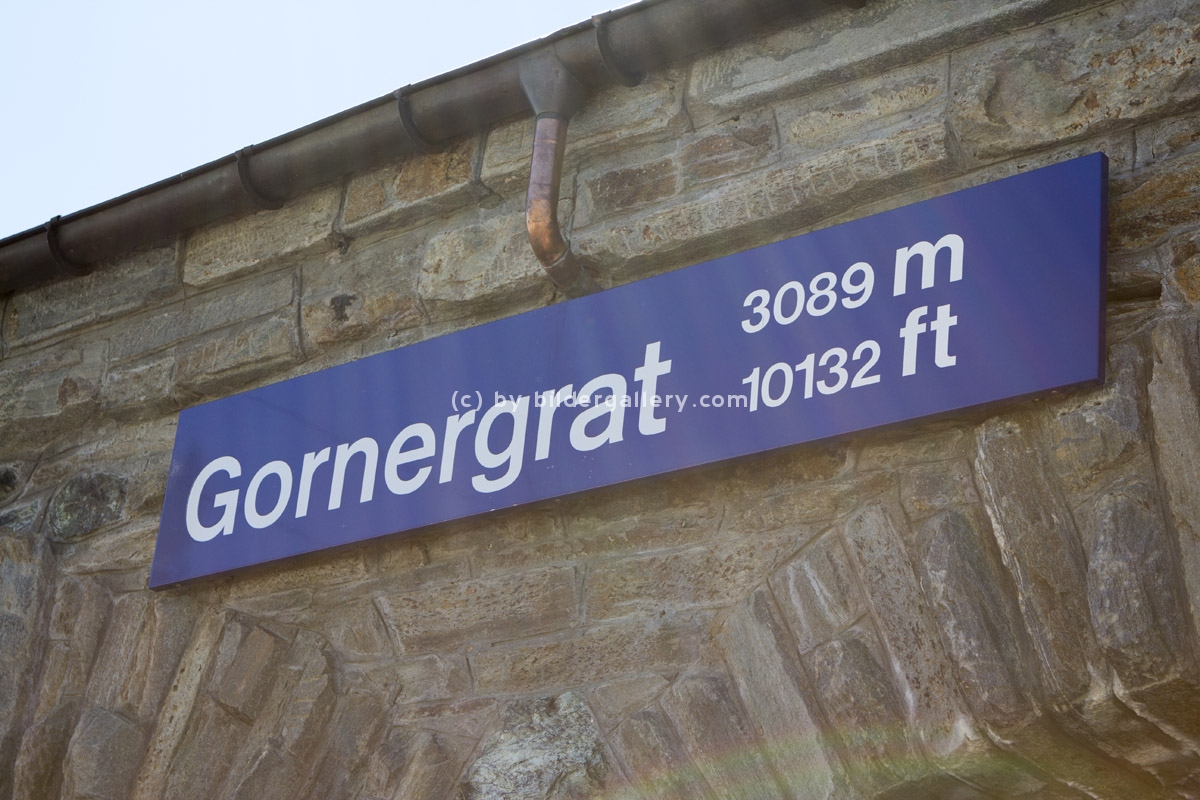 Gornergrat
3089 m
10132 ft
(c) by bildergallery.com